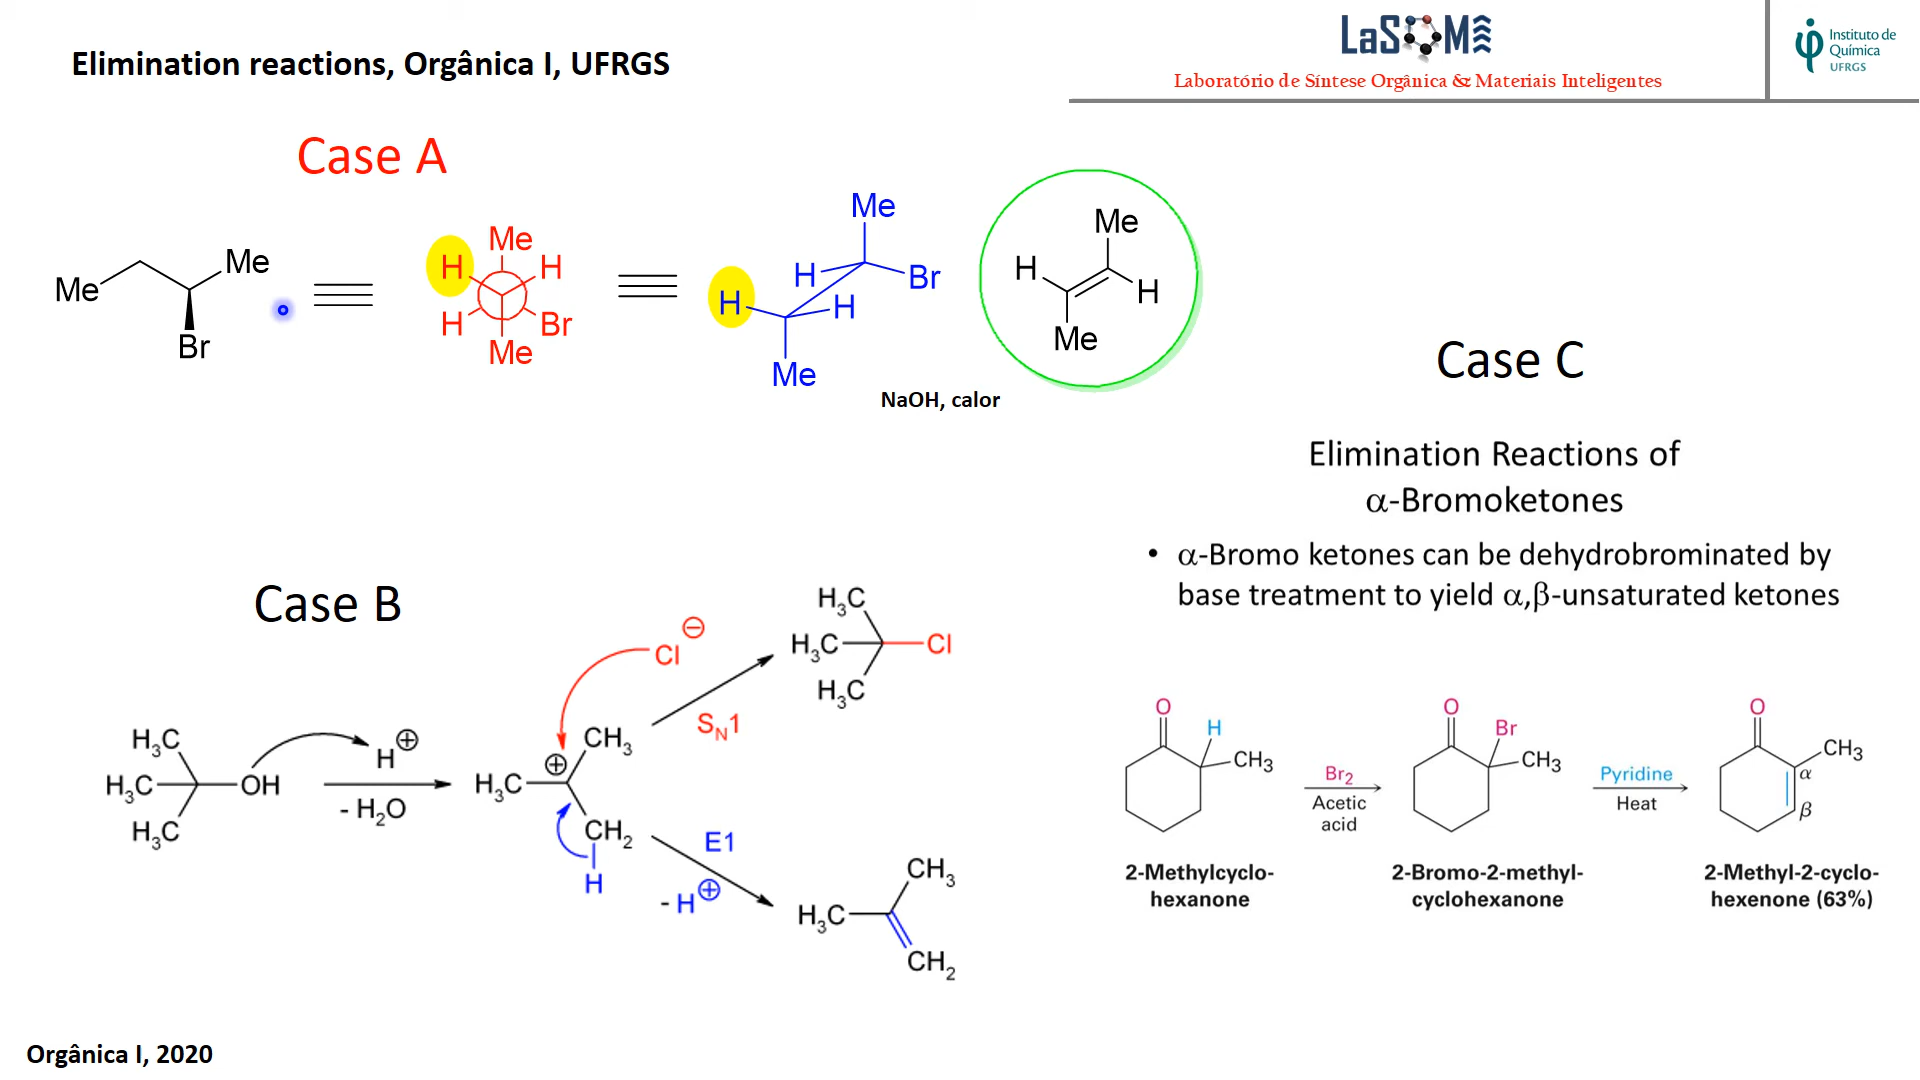 Elimination reactions, Orgânica I, UFRGS
LaSOM
Laboratório de Síntese Orgânica & Materiais Inteligentes
Instituto de
Química
UFRGS
Case A
Me
Me
Br
Me
H
H
H
Br
Me
Me
H
Br
H
H
Me
Me
H
H
Me
NaOH, calor
Case B
H₃C
H₃C
OH
H₃C
H⊕
- H₂O
Cl⊖
CH₃
⊕
H₃C
CH₂
H
SN1
H₃C
H₃C
Cl
H₃C
E1
- H⊕
CH₃
H₃C
CH₂
Case C
Elimination Reactions of
α-Bromoketones
• α-Bromo ketones can be dehydrobrominated by
base treatment to yield α,β-unsaturated ketones
O
H
CH₃
2-Methylcyclo-
hexanone
Br₂
Acetic
acid
O
Br
CH₃
2-Bromo-2-methyl-
cyclohexanone
Pyridine
Heat
O
CH₃
α
β
2-Methyl-2-cyclo-
hexenone (63%)
Orgânica I, 2020